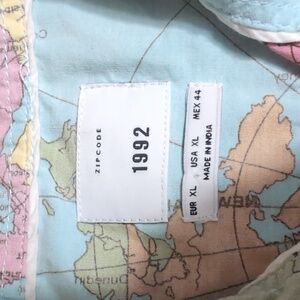 ZIPCODE
1992
EUR XL USA XL MEX 44
MADE IN INDIA